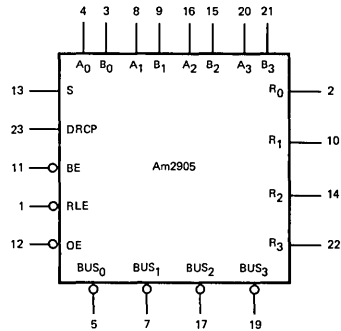 4 3 8 9 16 15 20 21
A0 B0 A1 B1 A2 B2 A3 B3
13 S R0 2
23 DRCP
R1 10
11 BE Am2905
R2 14
1 RLE
12 OE R3 22
BUS0 BUS1 BUS2 BUS3
5 7 17 19